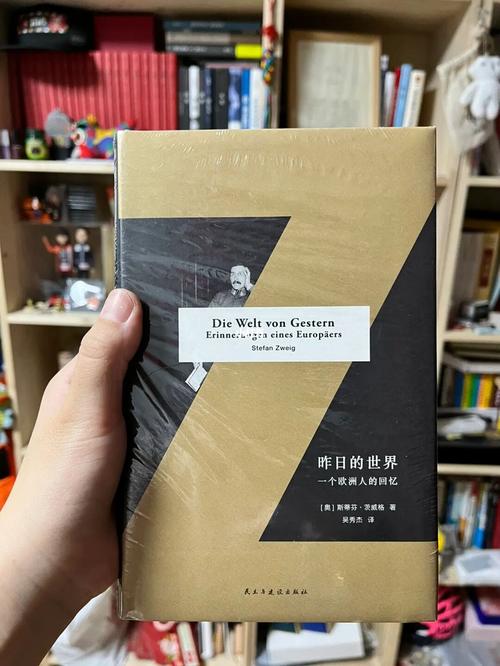 Die Welt von Gestern
Erinnerungen eines Europäers
Stefan Zweig
昨日的世界
一个欧洲人的回忆
[奥] 斯蒂芬·茨威格 著
吴秀杰 译
民主与建设出版社